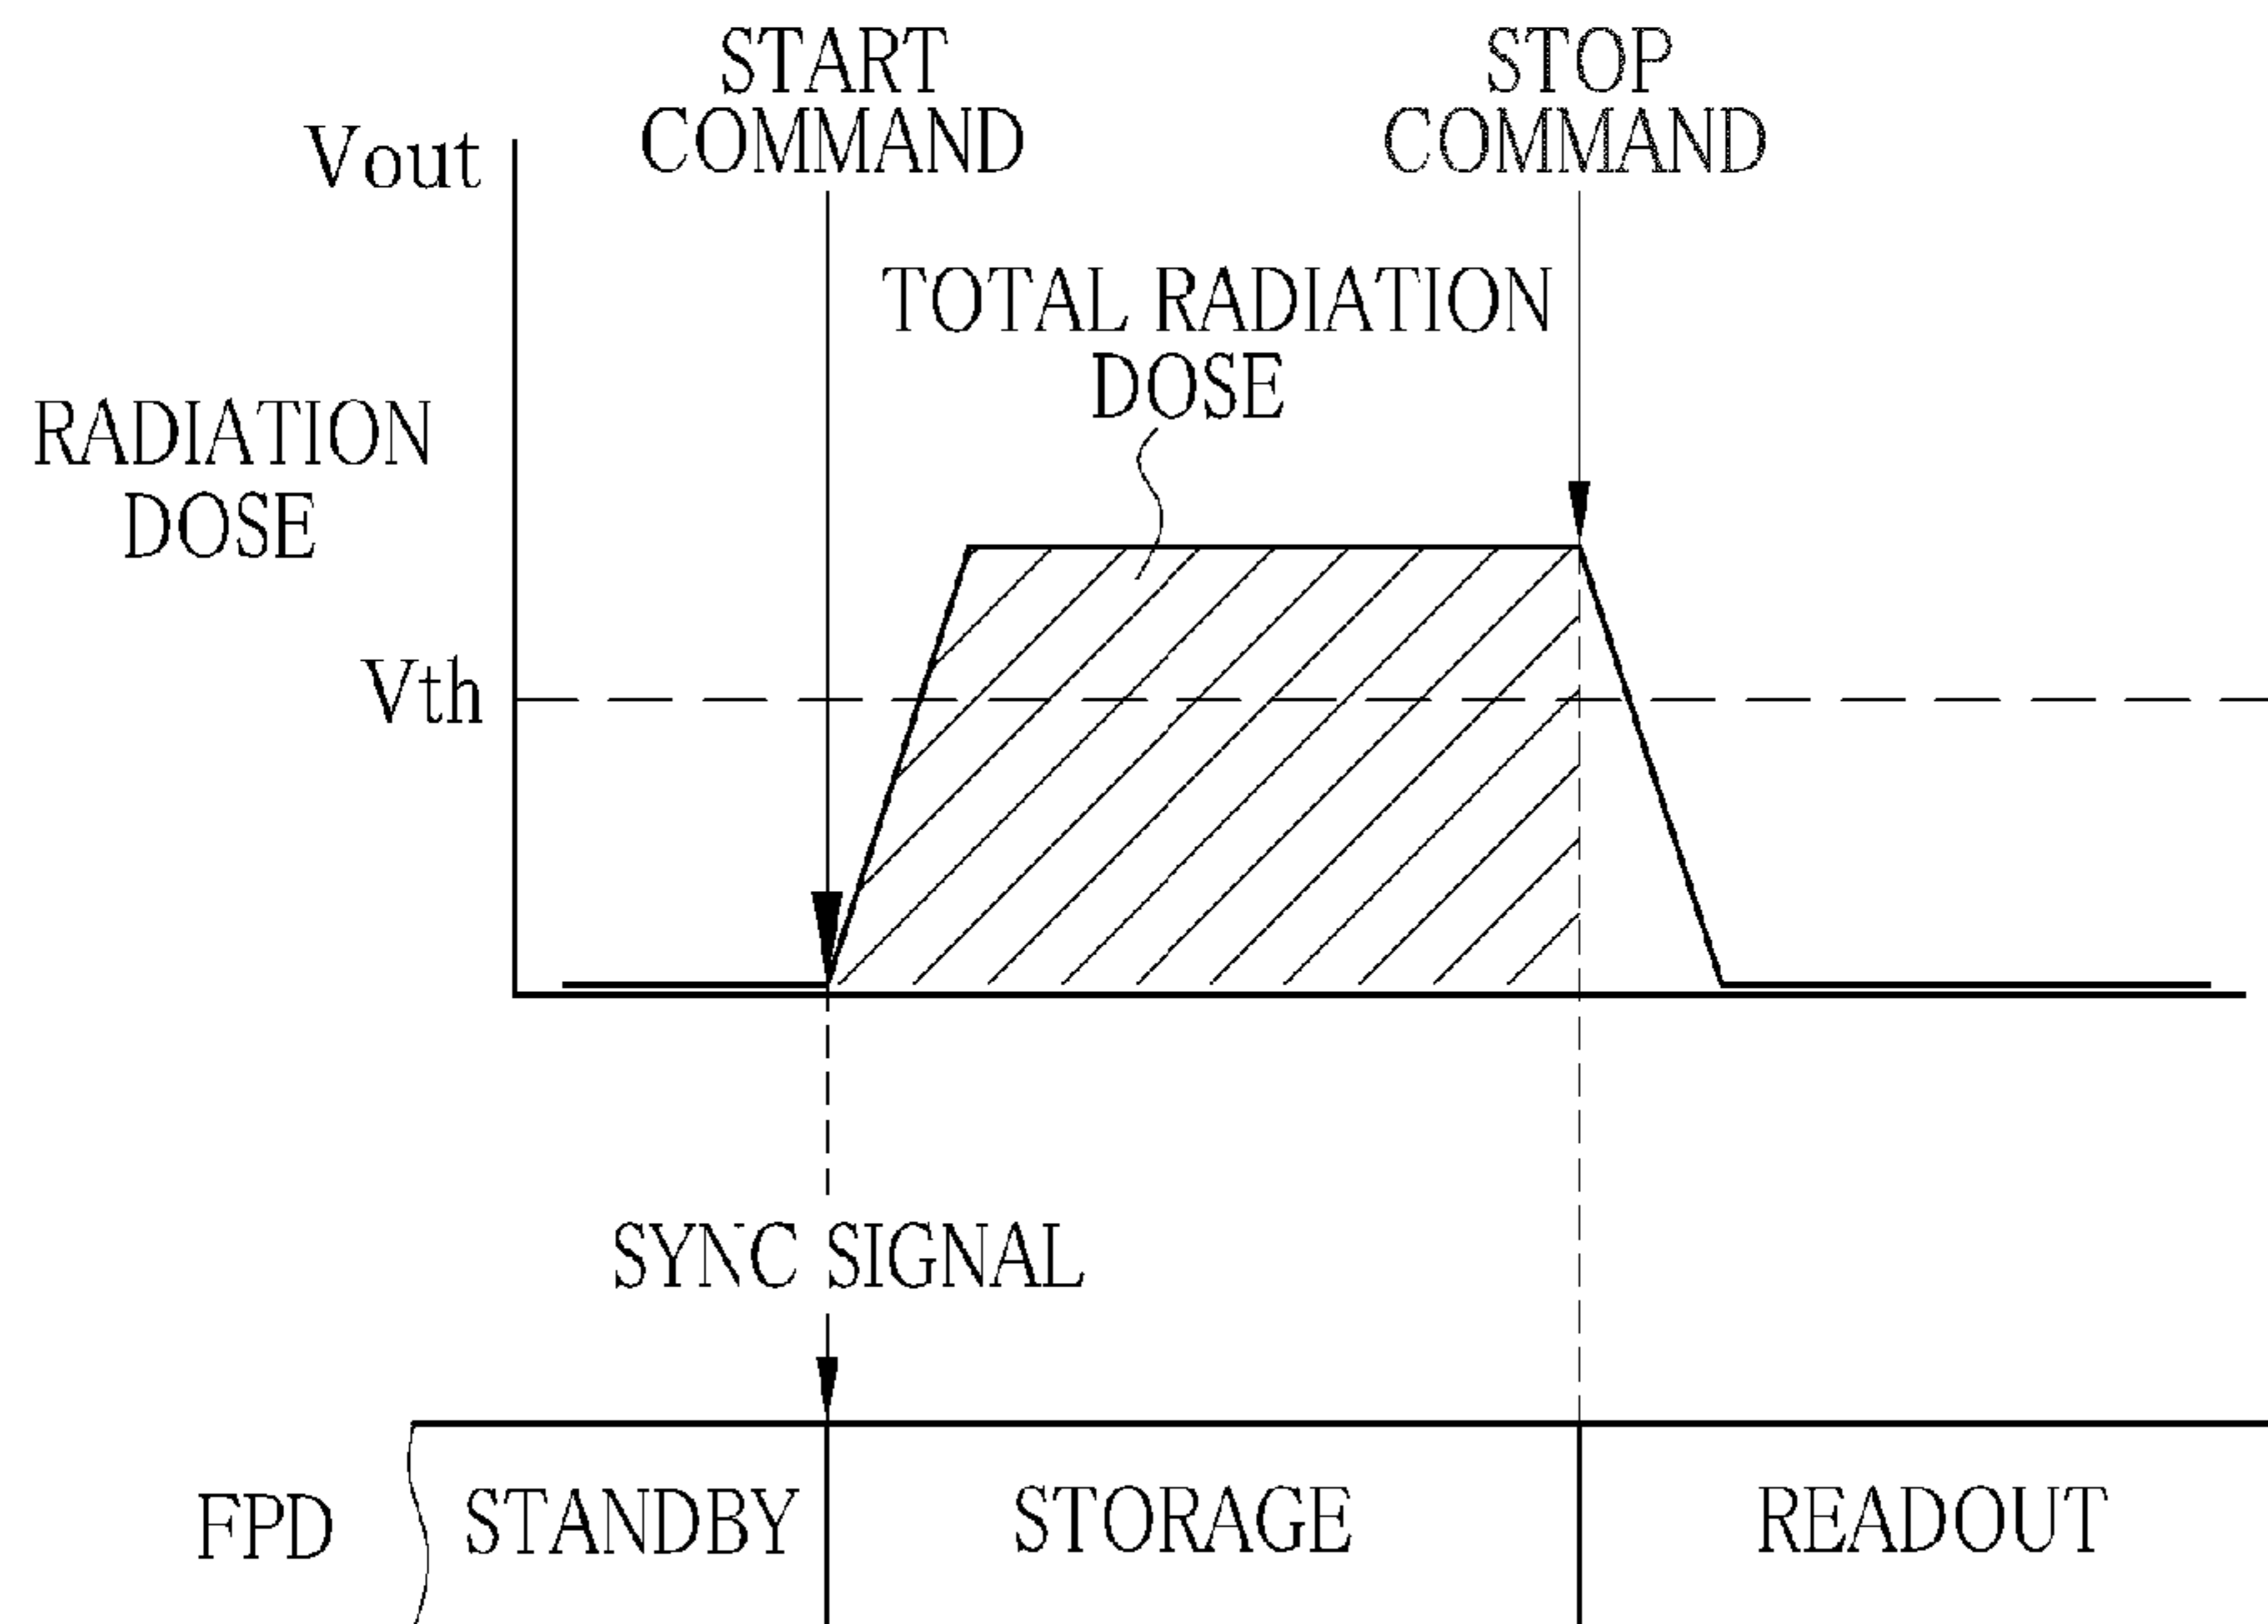 START
COMMAND
STOP
COMMAND
Vout
TOTAL RADIATION
DOSE
RADIATION
DOSE
Vth
SYNC SIGNAL
FPD
STANDBY
STORAGE
READOUT